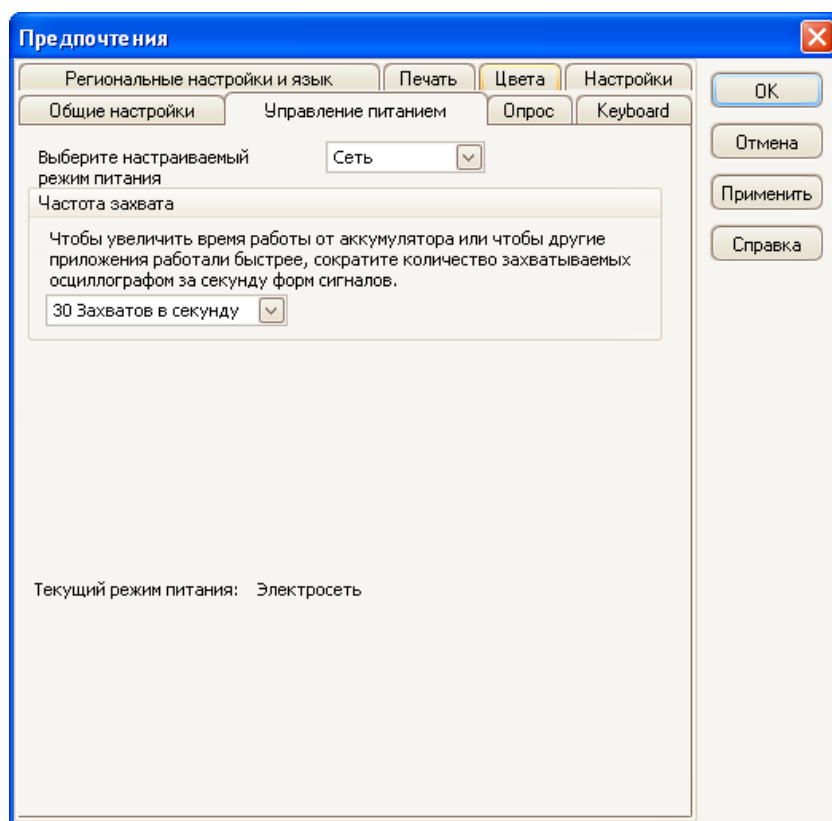 Предпочтения
Региональные настройки и язык Печать Цвета Настройки
Общие настройки Управление питанием Опрос Keyboard
OK
Отмена
Применить
Справка
Выберите настраиваемый
режим питания
Сеть
Частота захвата
Чтобы увеличить время работы от аккумулятора или чтобы другие
приложения работали быстрее, сократите количество захватываемых
осциллографом за секунду форм сигналов.
30 Захватов в секунду
Текущий режим питания: Электросеть